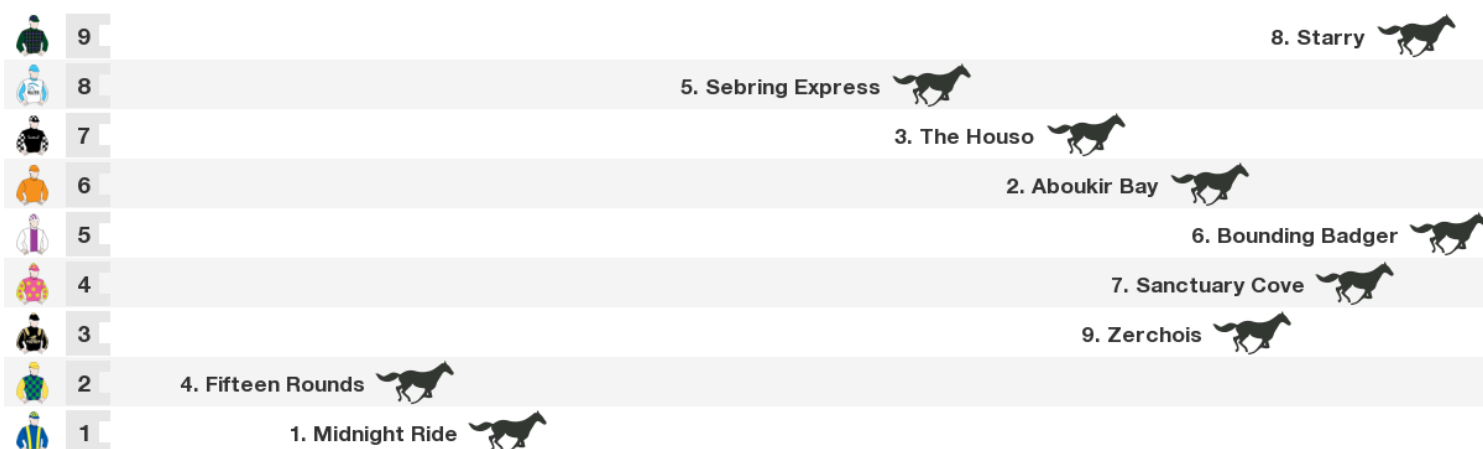 9 8. Starry
8 5. Sebring Express
7 3. The Houso
6 2. Aboukir Bay
5 6. Bounding Badger
4 7. Sanctuary Cove
3 9. Zerchois
2 4. Fifteen Rounds
1 1. Midnight Ride